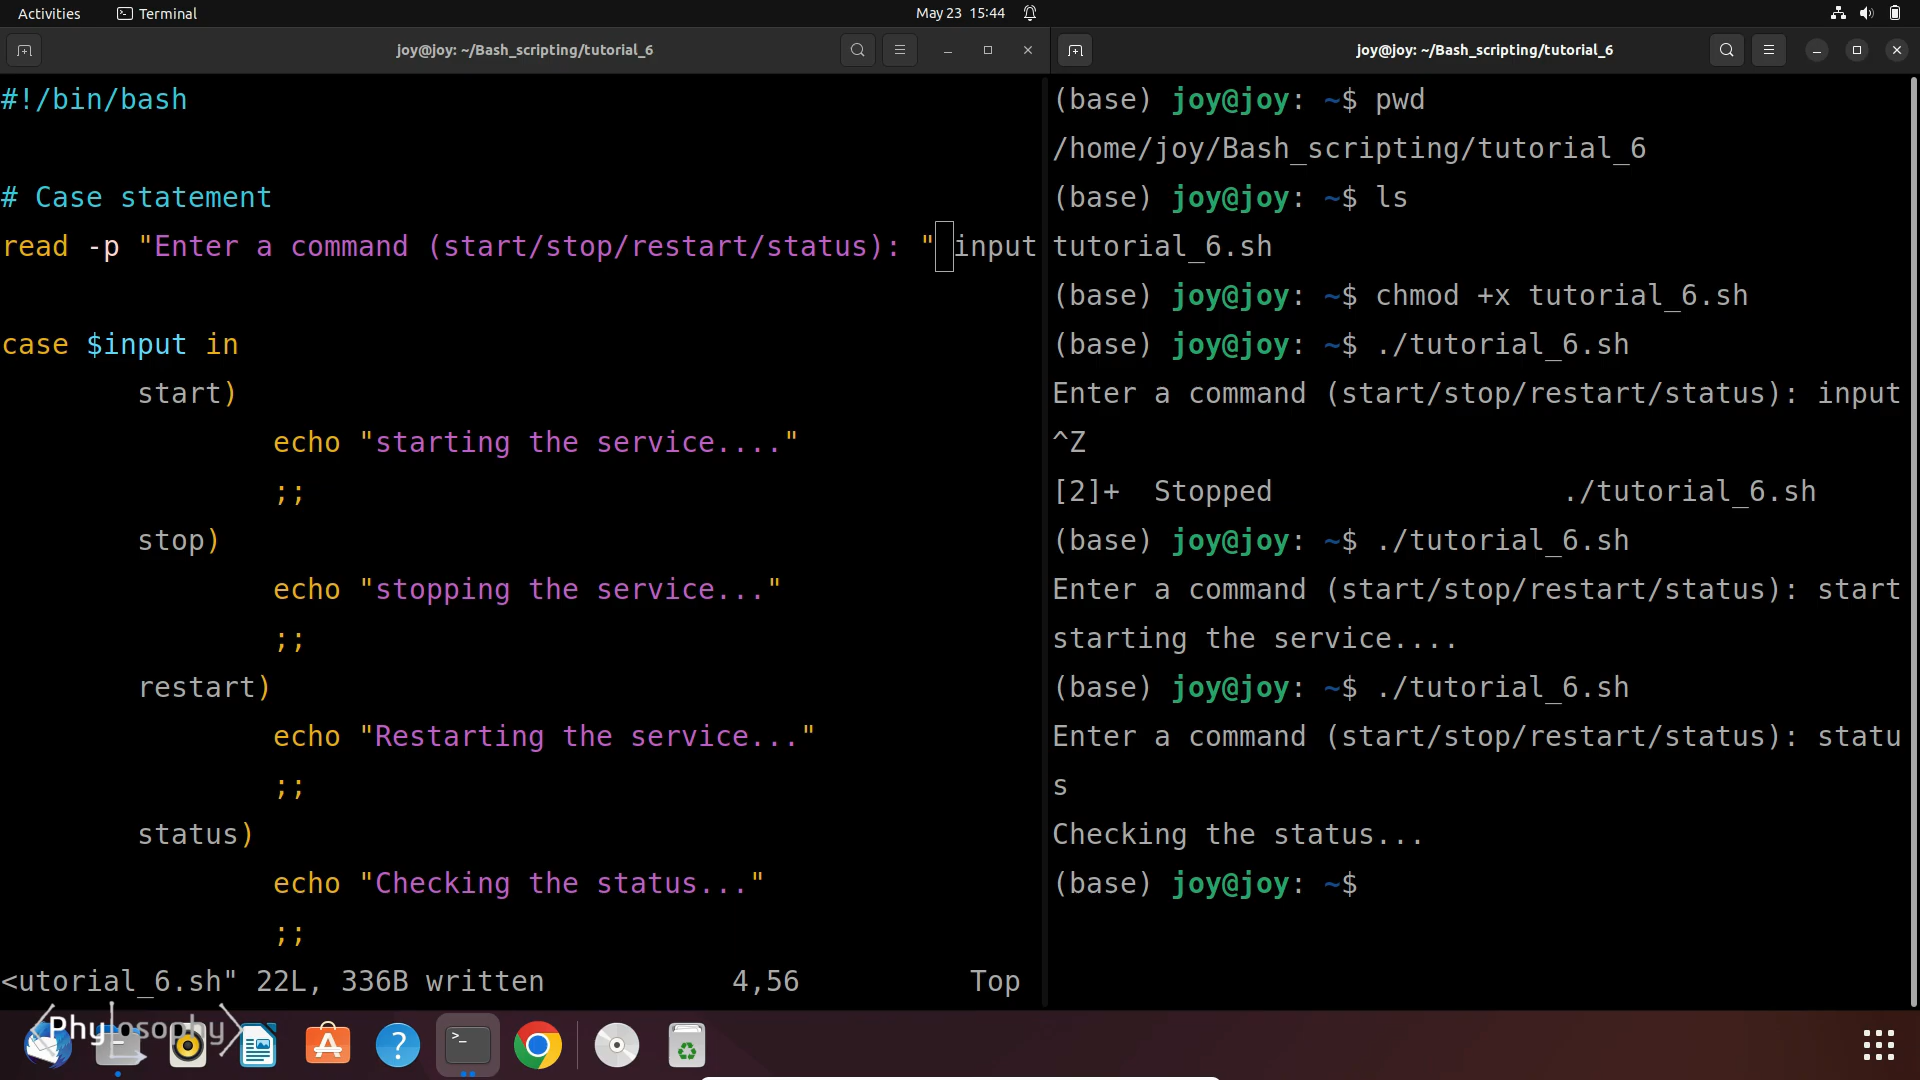 Activities Terminal May 23 15:44
joy@joy: ~/Bash_scripting/tutorial_6
#!/bin/bash
# Case statement
read -p "Enter a command (start/stop/restart/status): " input
case $input in
start)
echo "starting the service...."
;;
stop)
echo "stopping the service..."
;;
restart)
echo "Restarting the service..."
;;
status)
echo "Checking the status..."
;;
<utorial_6.sh" 22L, 336B written 4,56 Top
joy@joy: ~/Bash_scripting/tutorial_6
(base) joy@joy: ~$ pwd
/home/joy/Bash_scripting/tutorial_6
(base) joy@joy: ~$ ls
tutorial_6.sh
(base) joy@joy: ~$ chmod +x tutorial_6.sh
(base) joy@joy: ~$ ./tutorial_6.sh
Enter a command (start/stop/restart/status): input
^Z
[2]+ Stopped ./tutorial_6.sh
(base) joy@joy: ~$ ./tutorial_6.sh
Enter a command (start/stop/restart/status): start
starting the service....
(base) joy@joy: ~$ ./tutorial_6.sh
Enter a command (start/stop/restart/status): statu
s
Checking the status...
(base) joy@joy: ~$
Phylosophy